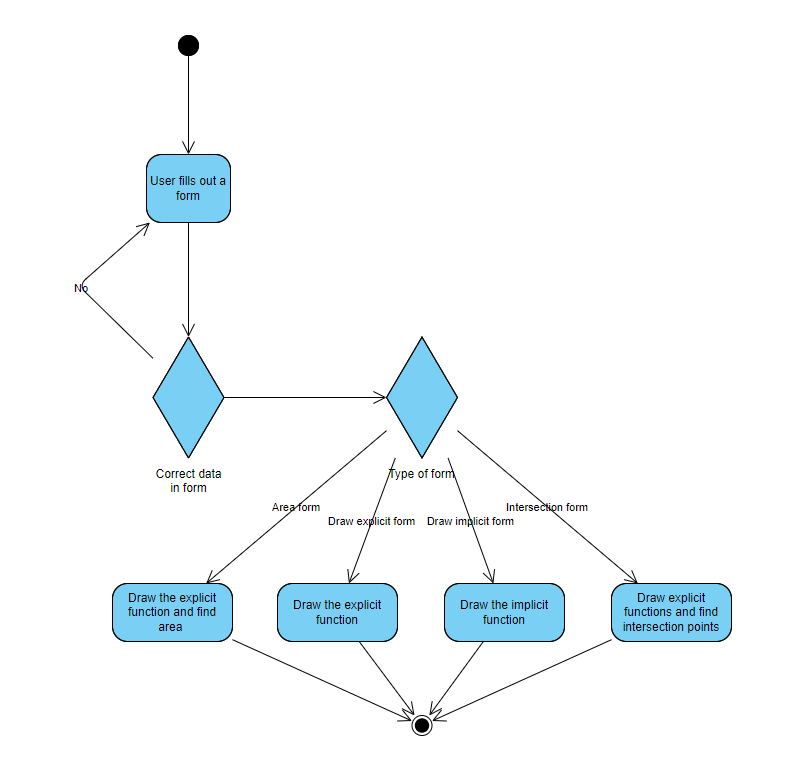 User fills out a
form
No
Correct data
in form
Type of form
Area form
Draw explicit form
Draw implicit form
Intersection form
Draw the explicit
function and find
area
Draw the explicit
function
Draw the implicit
function
Draw explicit
functions and find
intersection points